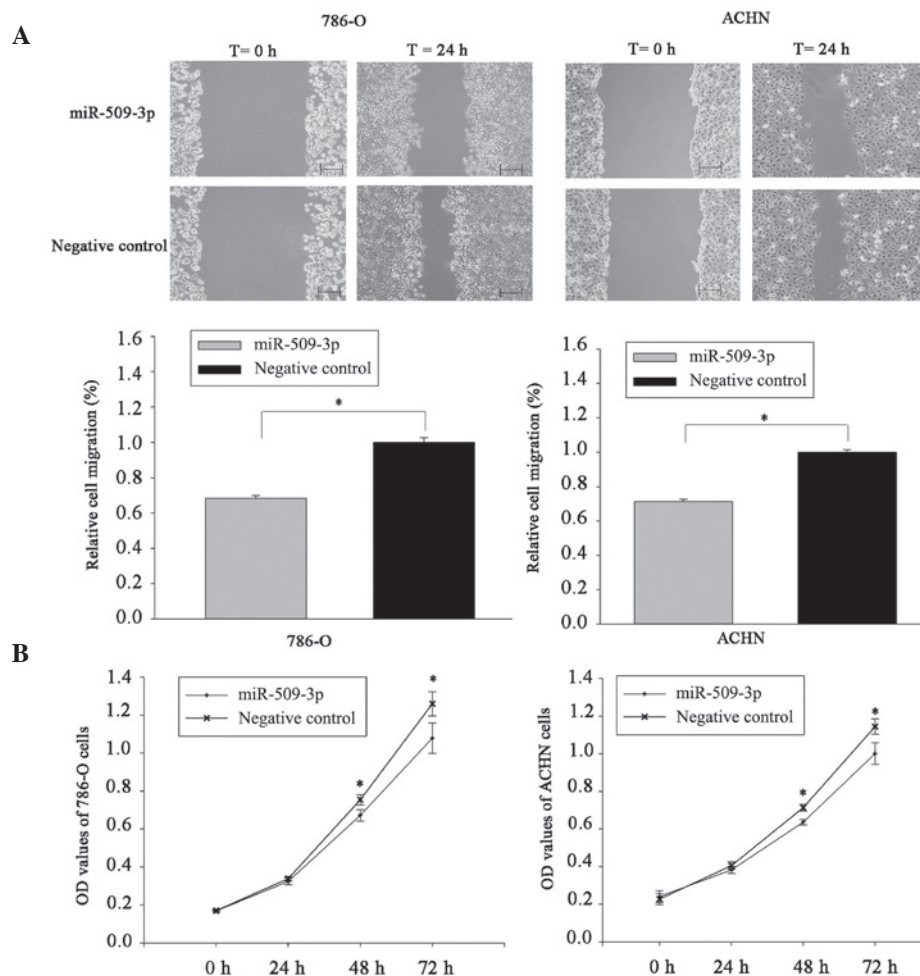 A
786-O
ACHN
T= 0 h
T= 24 h
T= 0 h
T= 24 h
miR-509-3p
Negative control
1.6
1.4
1.2
1.0
0.8
0.6
0.4
0.2
0.0
Relative cell migration (%)
miR-509-3p
Negative control
*
786-O
1.6
1.4
1.2
1.0
0.8
0.6
0.4
0.2
0.0
Relative cell migration (%)
miR-509-3p
Negative control
*
ACHN
B
1.4
1.2
1.0
0.8
0.6
0.4
0.2
0.0
OD values of 786-O cells
miR-509-3p
Negative control
*
*
0 h
24 h
48 h
72 h
1.4
1.2
1.0
0.8
0.6
0.4
0.2
0.0
OD values of ACHN cells
miR-509-3p
Negative control
*
*
0 h
24 h
48 h
72 h